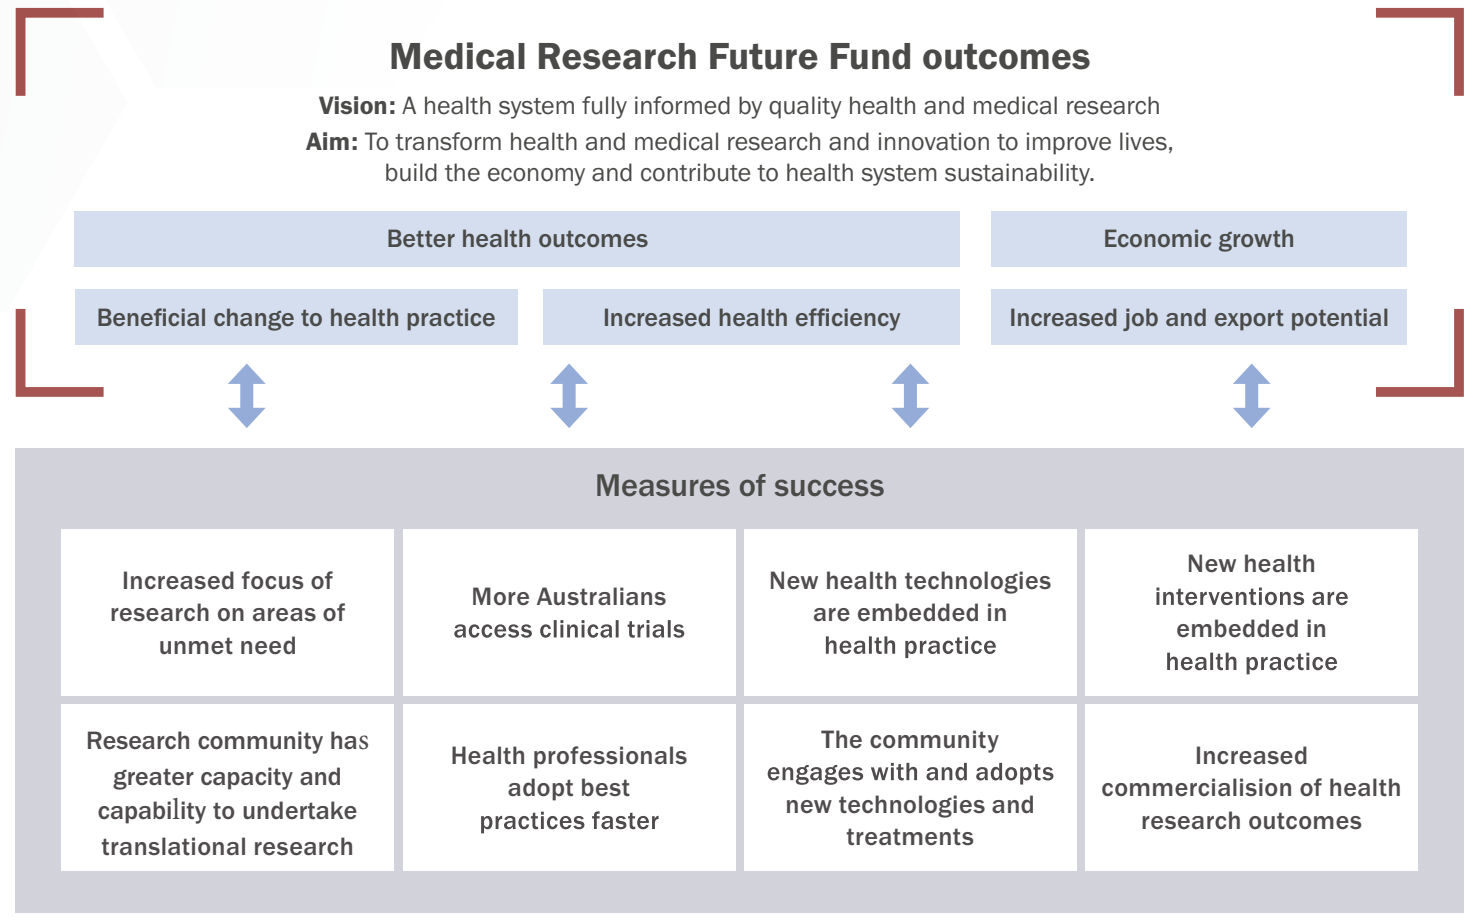 Medical Research Future Fund outcomes
Vision: A health system fully informed by quality health and medical research
Aim: To transform health and medical research and innovation to improve lives,
build the economy and contribute to health system sustainability.
Better health outcomes
Economic growth
Beneficial change to health practice
Increased health efficiency
Increased job and export potential
Measures of success
Increased focus of
research on areas of
unmet need
More Australians
access clinical trials
New health technologies
are embedded in
health practice
New health
interventions are
embedded in
health practice
Research community has
greater capacity and
capability to undertake
translational research
Health professionals
adopt best
practices faster
The community
engages with and adopts
new technologies and
treatments
Increased
commercialision of health
research outcomes